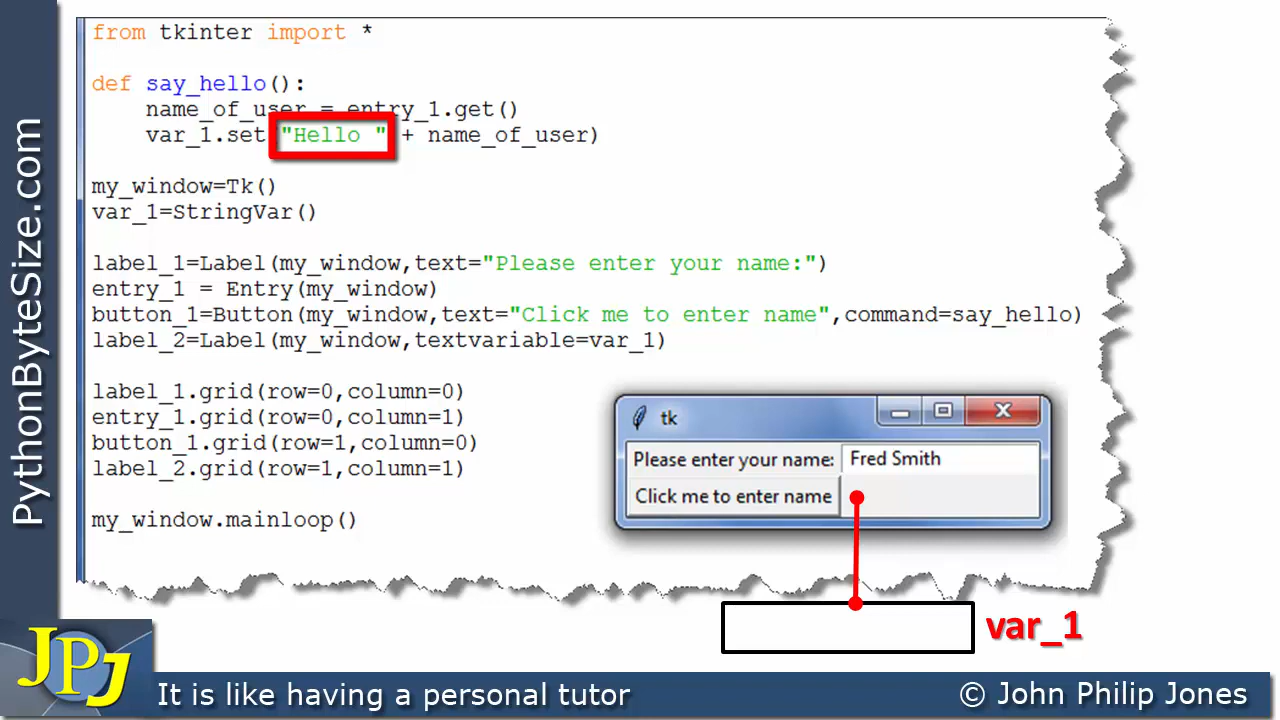 PythonByteSize.com
from tkinter import *
def say_hello():
name_of_user = entry_1.get()
var_1.set("Hello " + name_of_user)
my_window=Tk()
var_1=StringVar()
label_1=Label(my_window,text="Please enter your name:")
entry_1 = Entry(my_window)
button_1=Button(my_window,text="Click me to enter name",command=say_hello)
label_2=Label(my_window,textvariable=var_1)
label_1.grid(row=0,column=0)
entry_1.grid(row=0,column=1)
button_1.grid(row=1,column=0)
label_2.grid(row=1,column=1)
my_window.mainloop()
tk
Please enter your name: Fred Smith
Click me to enter name
var_1
JPJ
It is like having a personal tutor
© John Philip Jones